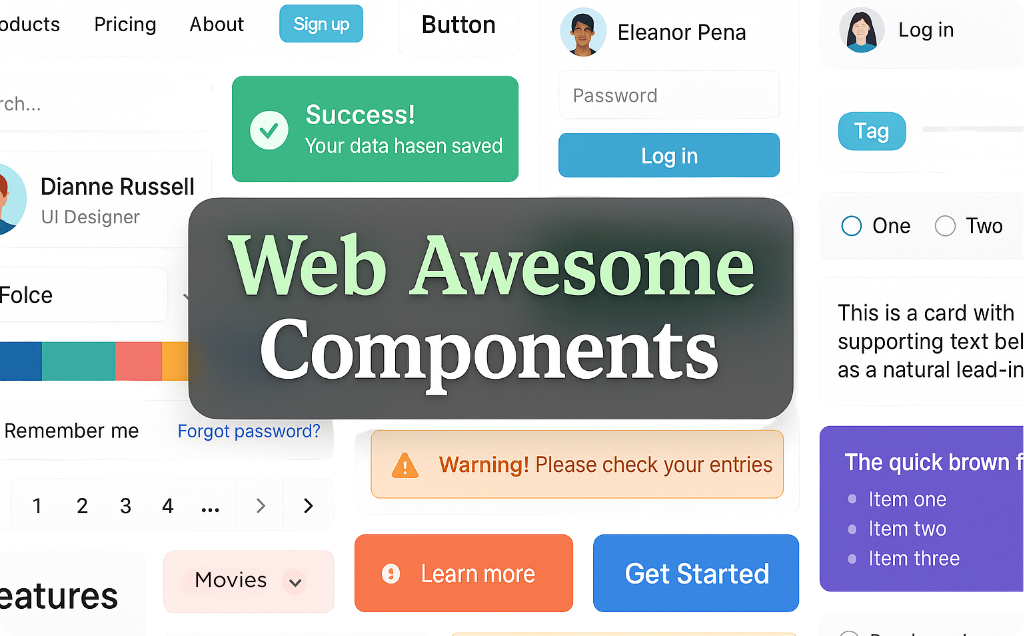 oducts Pricing About Sign up Button
Eleanor Pena
Log in
rch...
Password
Success!
Your data hasen saved
Log in
Tag
Dianne Russell
UI Designer
One Two
Web Awesome
Components
Folce
This is a card with
supporting text bel
as a natural lead-in
Remember me Forgot password?
Warning! Please check your entries
The quick brown f
Item one
Item two
Item three
1 2 3 4 ...
Movies
Learn more
Get Started
eatures